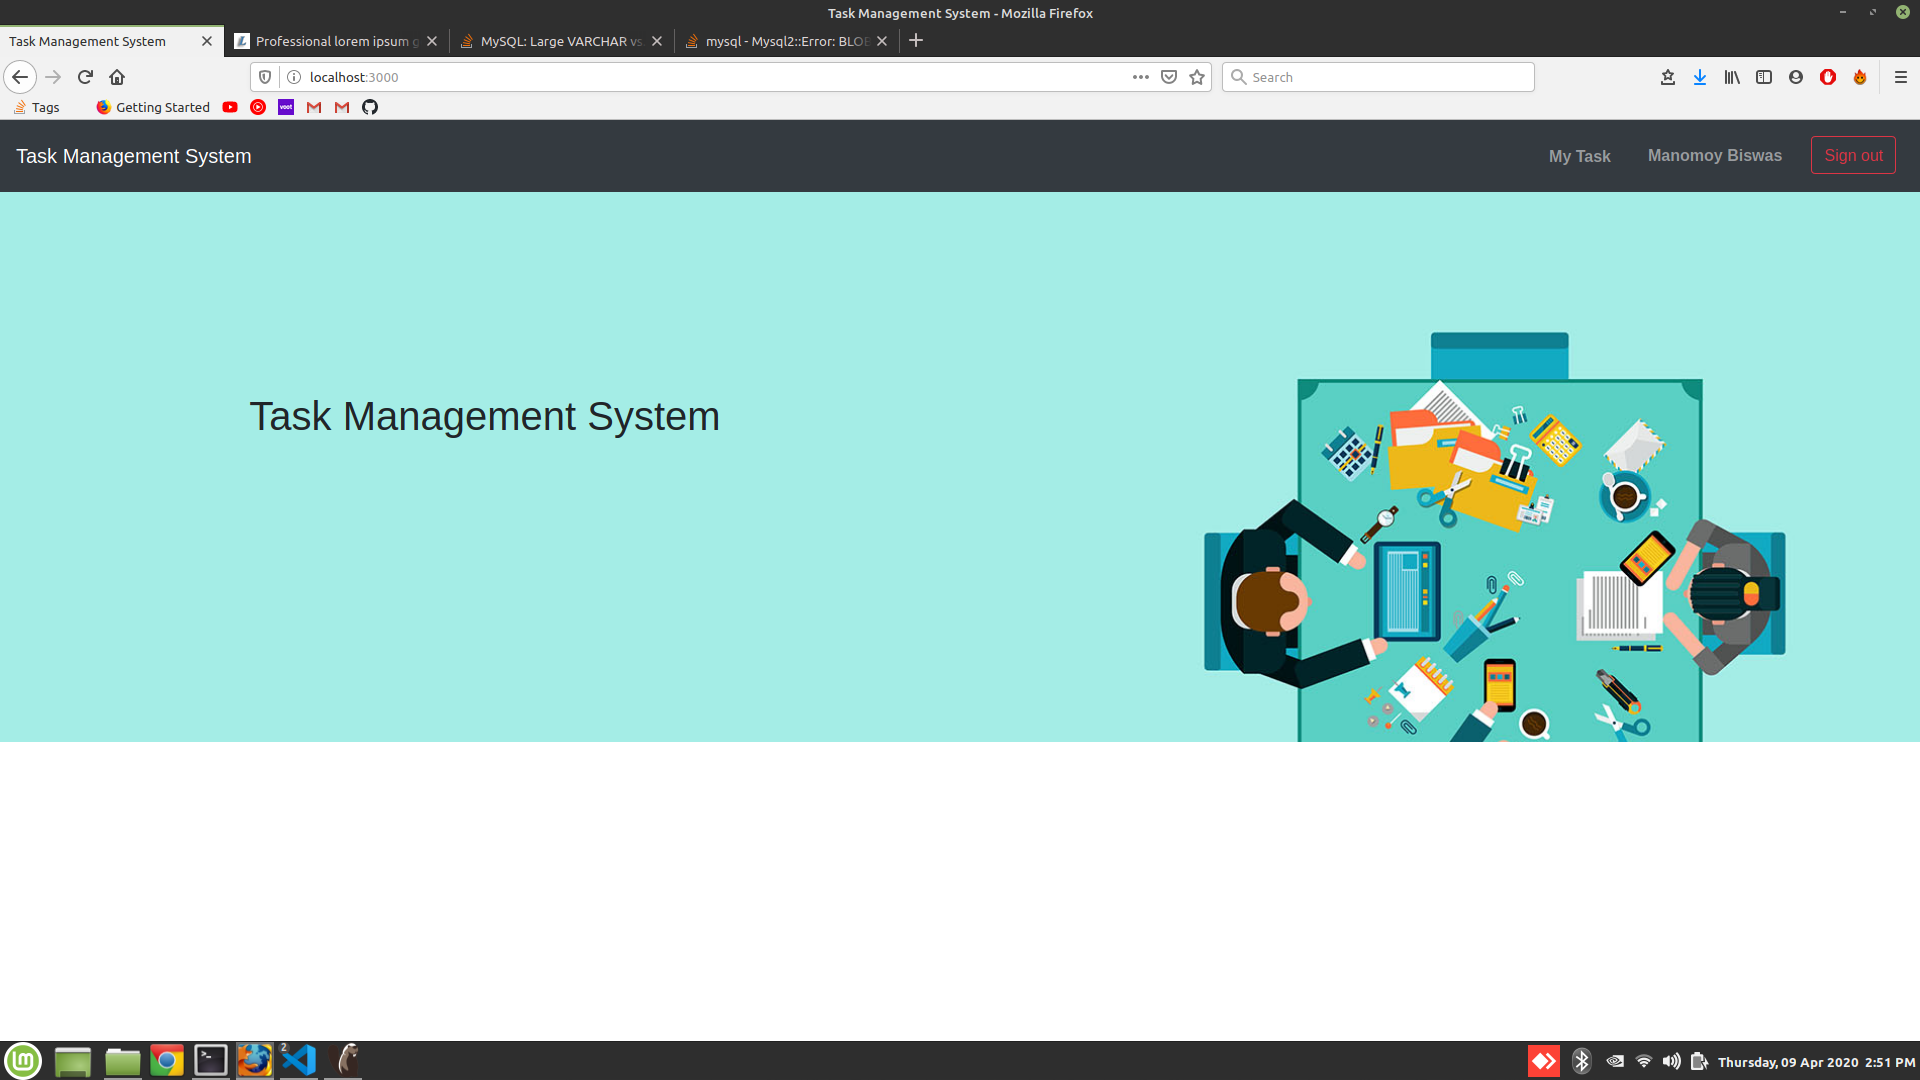 Task Management System - Mozilla Firefox
Task Management System
Professional lorem ipsum g
MySQL: Large VARCHAR vs.
mysql - Mysql2::Error: BLOB
localhost:3000
Search
Tags
Getting Started
voot
Task Management System
My Task
Manomoy Biswas
Sign out
Task Management System
2
Thursday, 09 Apr 2020 2:51 PM